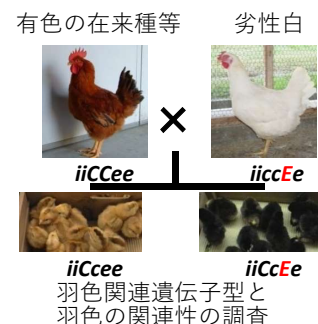 有色の在来種等 劣性白
×
iiCCee iiccEe
iiCcee iiCcEe
羽色関連遺伝子型と
羽色の関連性の調査